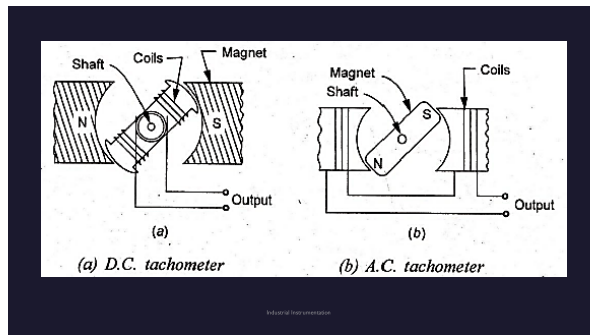 Shaft
Coils
Magnet
N
S
Output
(a)
(a) D.C. tachometer
Magnet
Shaft
Coils
S
N
Output
(b)
(b) A.C. tachometer
Industrial Instrumentation